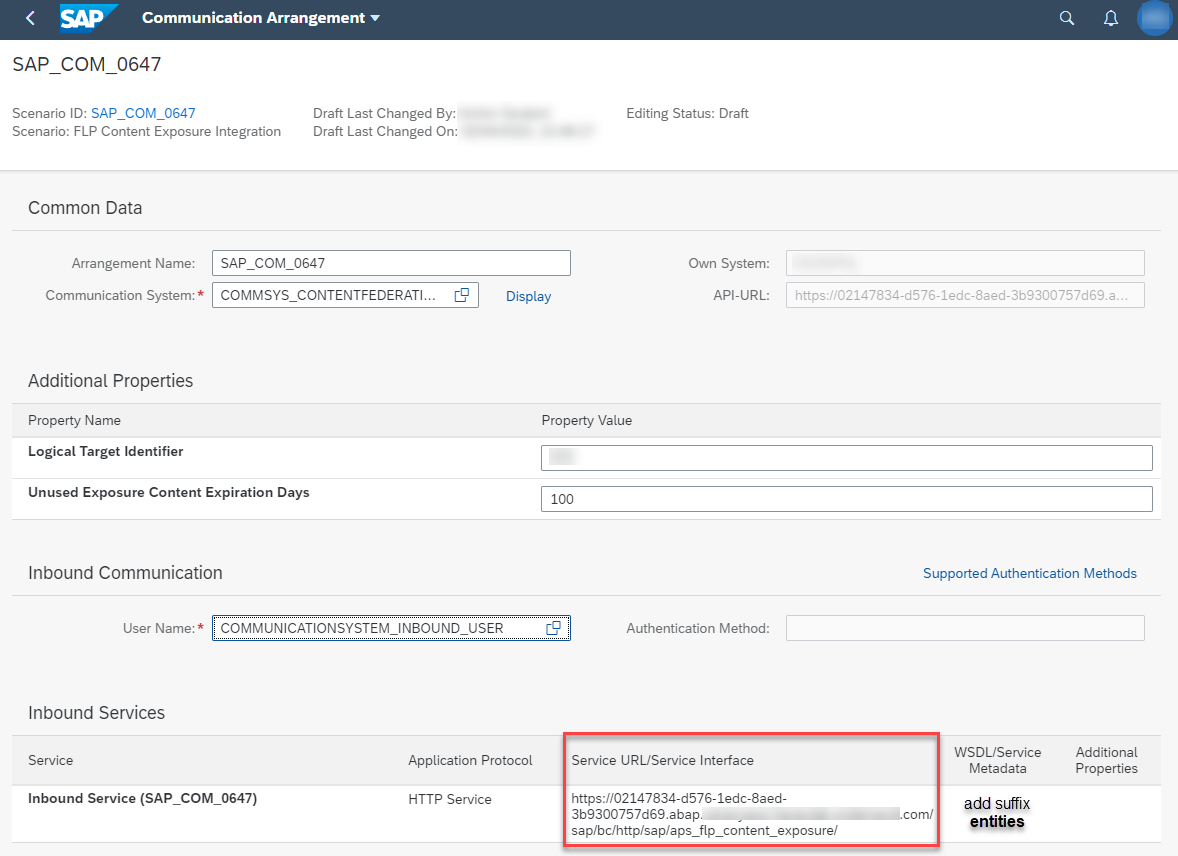 SAP Communication Arrangement
SAP_COM_0647
Scenario ID: SAP_COM_0647
Scenario: FLP Content Exposure Integration
Draft Last Changed By:
Draft Last Changed On:
Editing Status: Draft
Common Data
Arrangement Name: SAP_COM_0647
Own System:
Communication System:* COMMSYS_CONTENTFEDERATI... Display
API-URL: https://02147834-d576-1edc-8aed-3b9300757d69.a...
Additional Properties
Property Name Property Value
Logical Target Identifier
Unused Exposure Content Expiration Days 100
Inbound Communication Supported Authentication Methods
User Name:* COMMUNICATIONSYSTEM_INBOUND_USER Authentication Method:
Inbound Services
Service Application Protocol Service URL/Service Interface
WSDL/Service
Metadata
Additional
Properties
Inbound Service (SAP_COM_0647) HTTP Service
https://02147834-d576-1edc-8aed-
3b9300757d69.abap. .com/
sap/bc/http/sap/aps_flp_content_exposure/
add suffix
entities